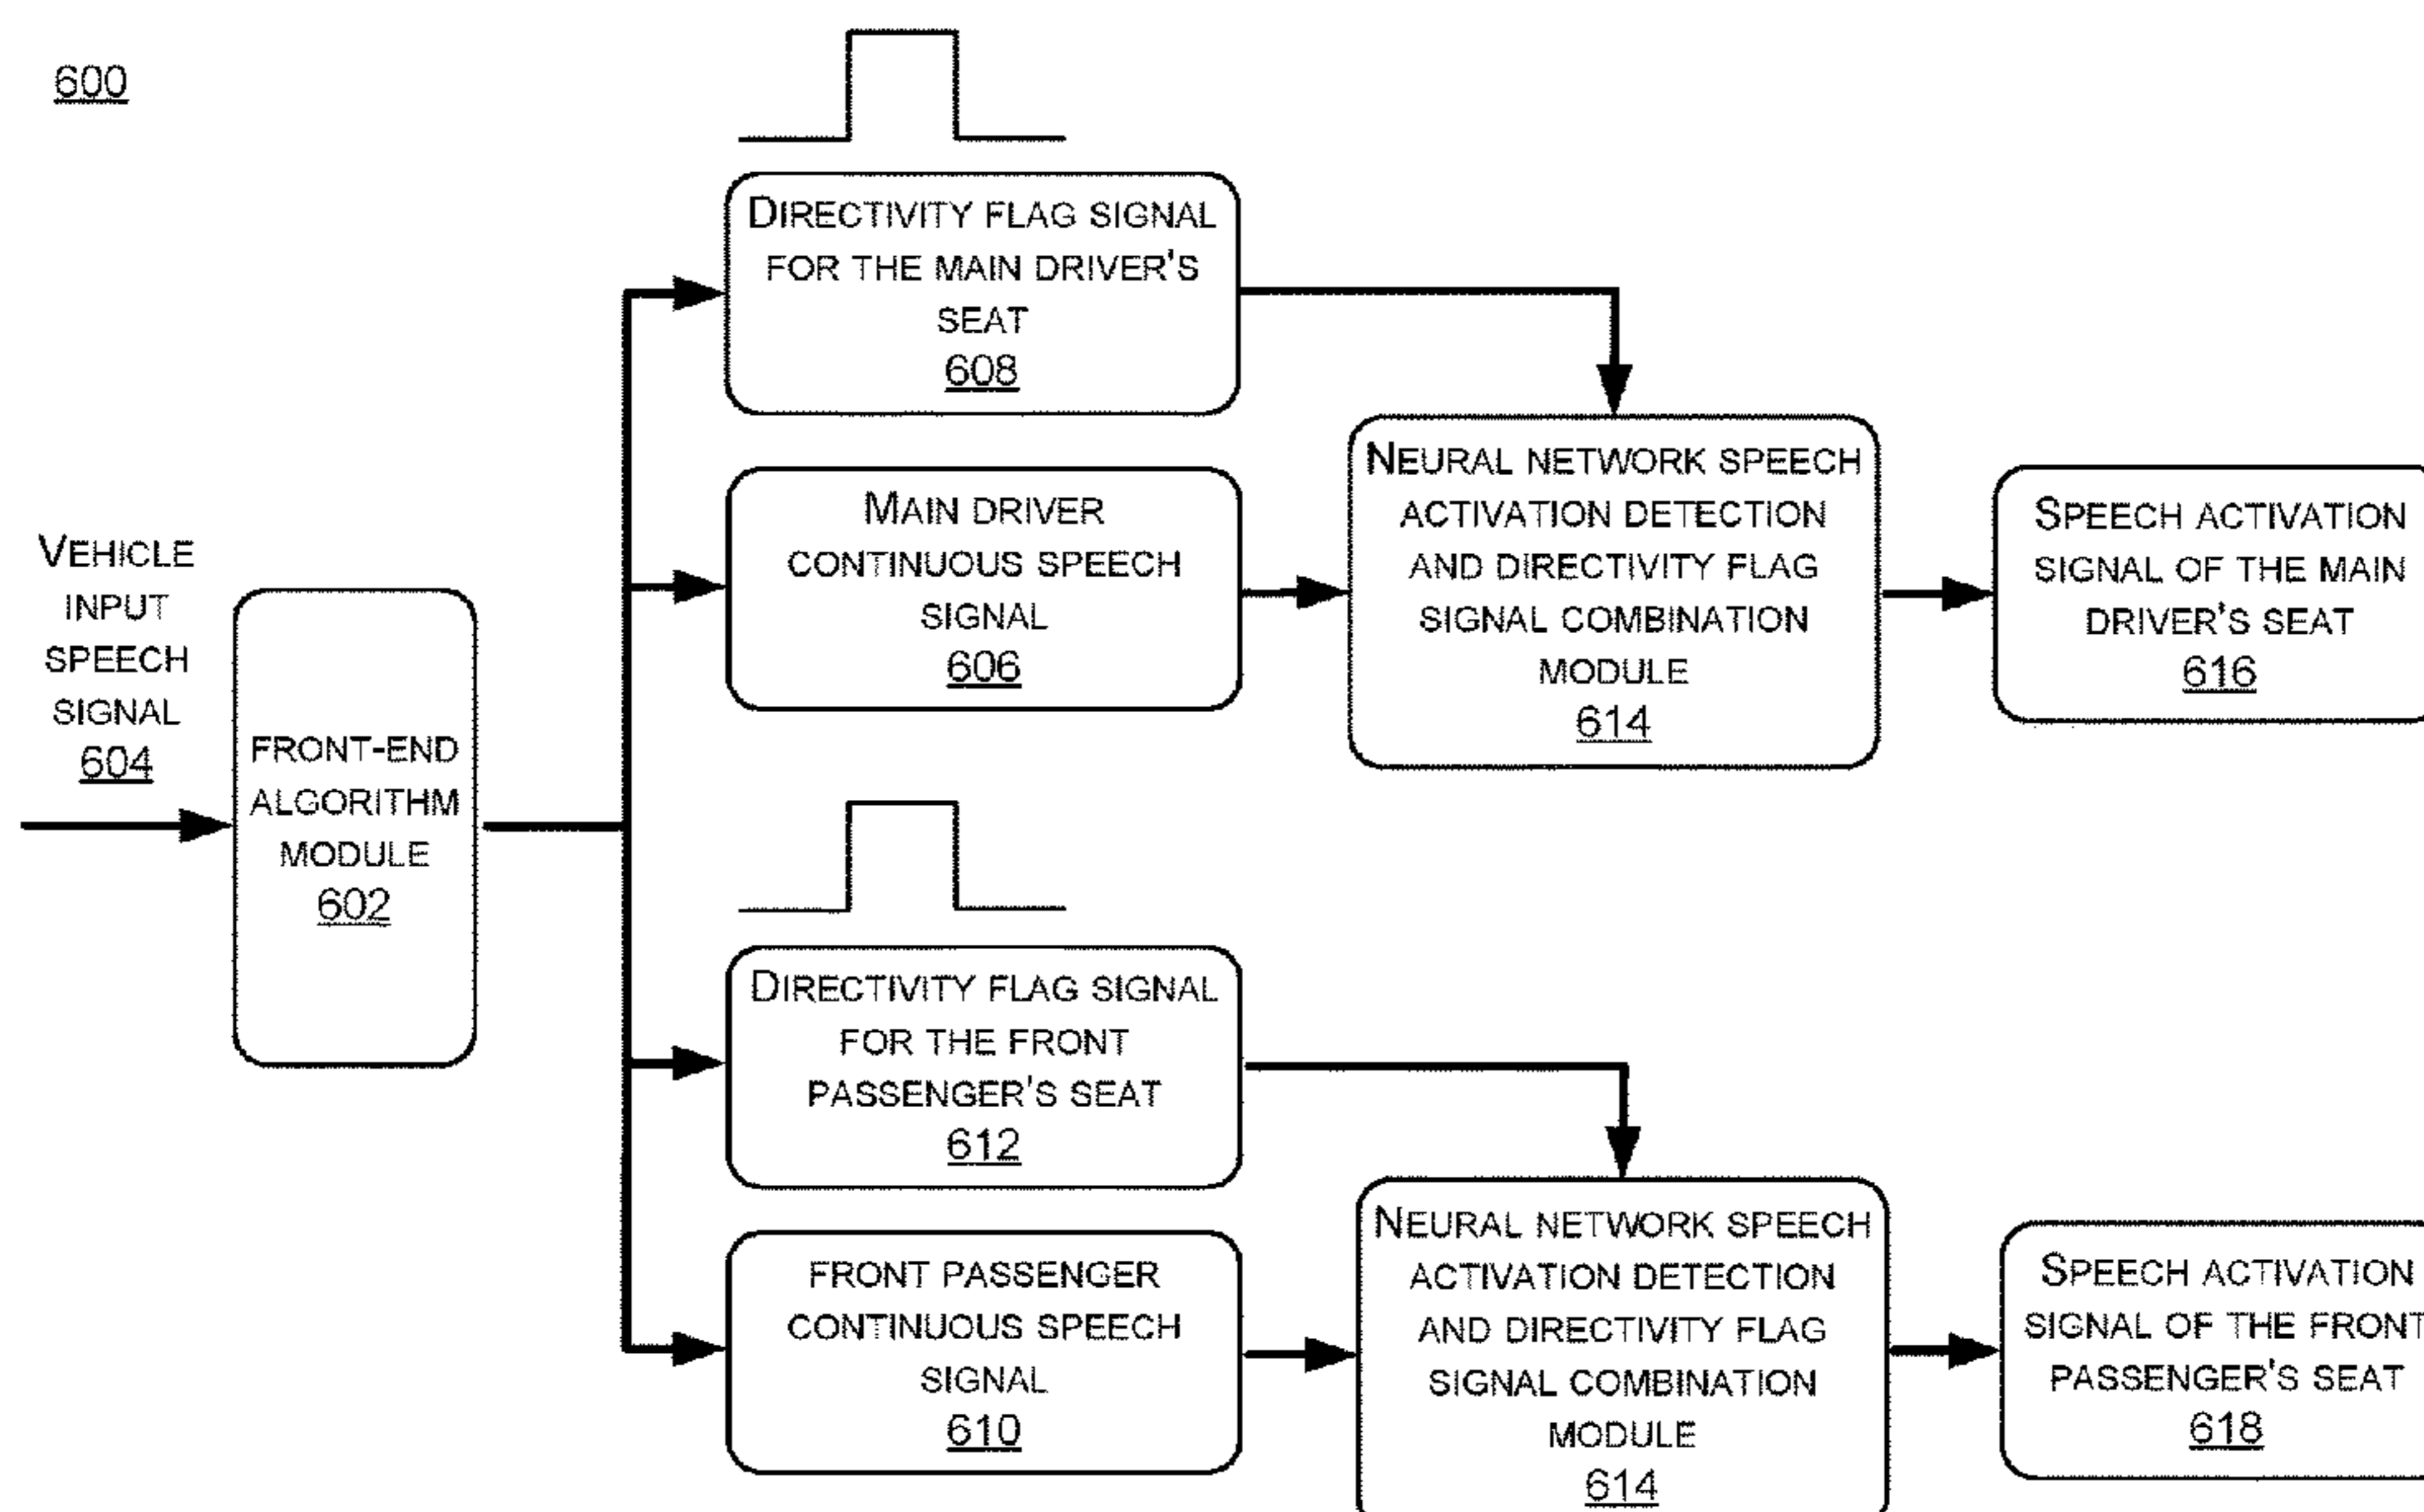 600
VEHICLE
INPUT
SPEECH
SIGNAL
604
FRONT-END
ALGORITHM
MODULE
602
DIRECTIVITY FLAG SIGNAL
FOR THE MAIN DRIVER'S
SEAT
608
MAIN DRIVER
CONTINUOUS SPEECH
SIGNAL
606
NEURAL NETWORK SPEECH
ACTIVATION DETECTION
AND DIRECTIVITY FLAG
SIGNAL COMBINATION
MODULE
614
SPEECH ACTIVATION
SIGNAL OF THE MAIN
DRIVER'S SEAT
616
DIRECTIVITY FLAG SIGNAL
FOR THE FRONT
PASSENGER'S SEAT
612
FRONT PASSENGER
CONTINUOUS SPEECH
SIGNAL
610
NEURAL NETWORK SPEECH
ACTIVATION DETECTION
AND DIRECTIVITY FLAG
SIGNAL COMBINATION
MODULE
614
SPEECH ACTIVATION
SIGNAL OF THE FRONT
PASSENGER'S SEAT
618